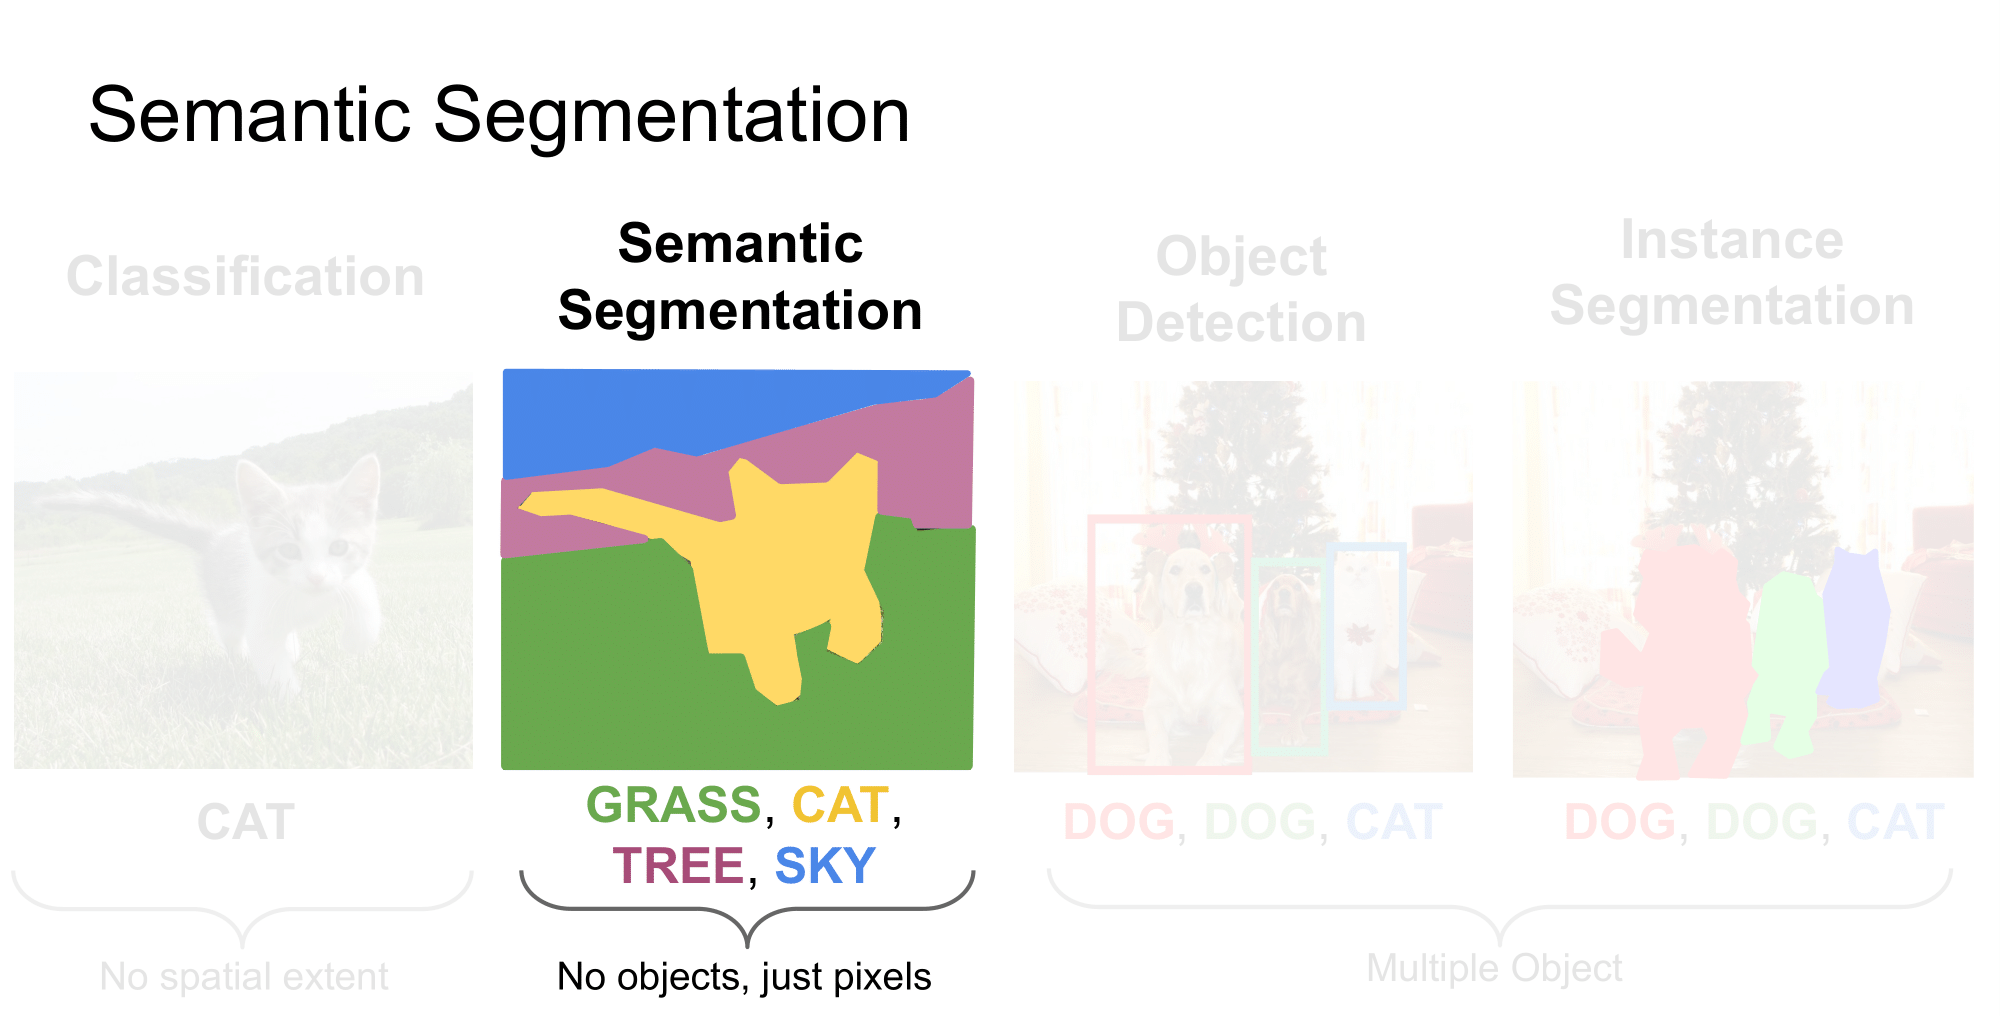 Semantic Segmentation
Classification
Semantic
Segmentation
Object
Detection
Instance
Segmentation
CAT
GRASS, CAT,
TREE, SKY
DOG, DOG, CAT
DOG, DOG, CAT
No spatial extent
No objects, just pixels
Multiple Object